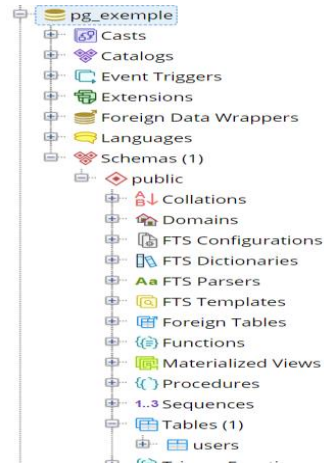 pg_exemple
Casts
Catalogs
Event Triggers
Extensions
Foreign Data Wrappers
Languages
Schemas (1)
public
Collations
Domains
FTS Configurations
FTS Dictionaries
Aa FTS Parsers
FTS Templates
Foreign Tables
Functions
Materialized Views
Procedures
1..3 Sequences
Tables (1)
users